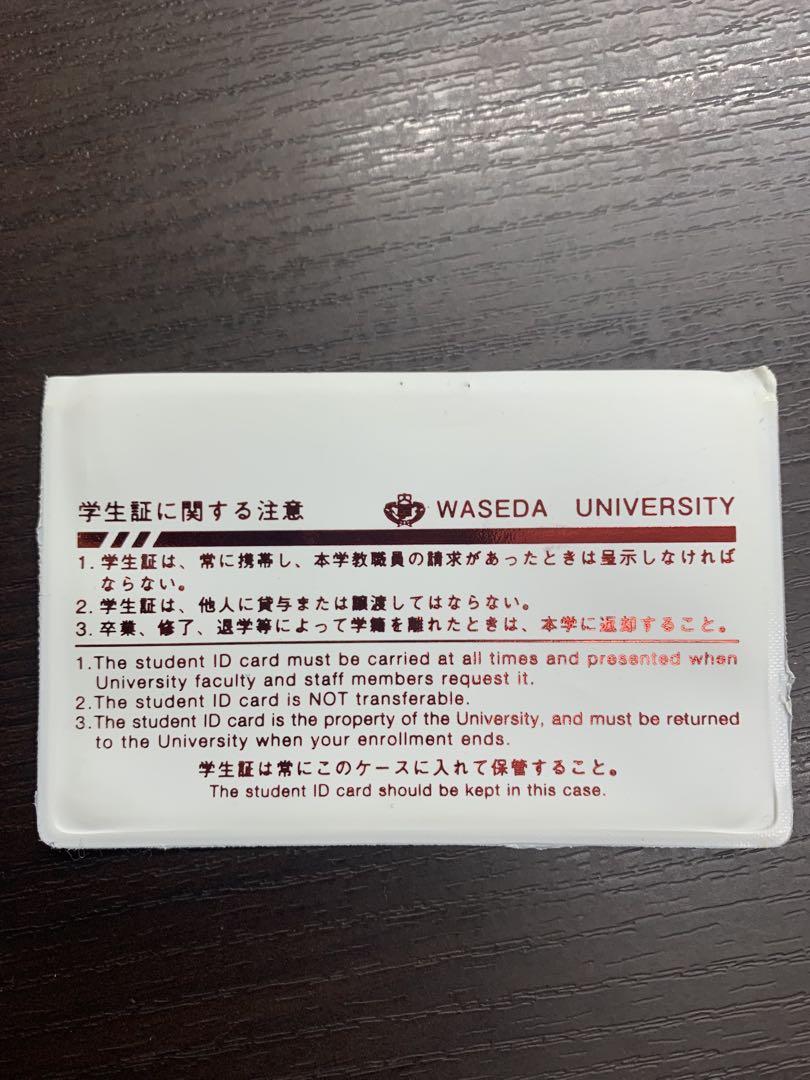 学生証に関する注意 WASEDA UNIVERSITY
1. 学生証は、常に携帯し、本学教職員の請求があったときは呈示しなければ
ならない。
2. 学生証は、他人に貸与または譲渡してはならない。
3. 卒業、修了、退学等によって学籍を離れたときは、本学に返却すること。
1. The student ID card must be carried at all times and presented when
University faculty and staff members request it.
2. The student ID card is NOT transferable.
3. The student ID card is the property of the University, and must be returned
to the University when your enrollment ends.
学生証は常にこのケースに入れて保管すること。
The student ID card should be kept in this case.